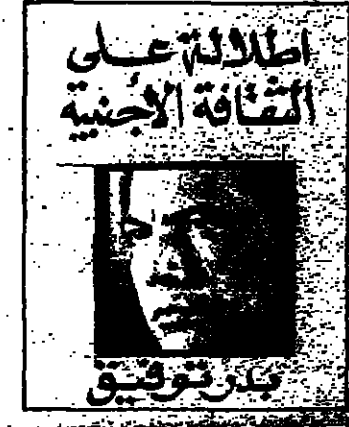 اطلالة على
الثقافة الأجنبية
بدر توفيق